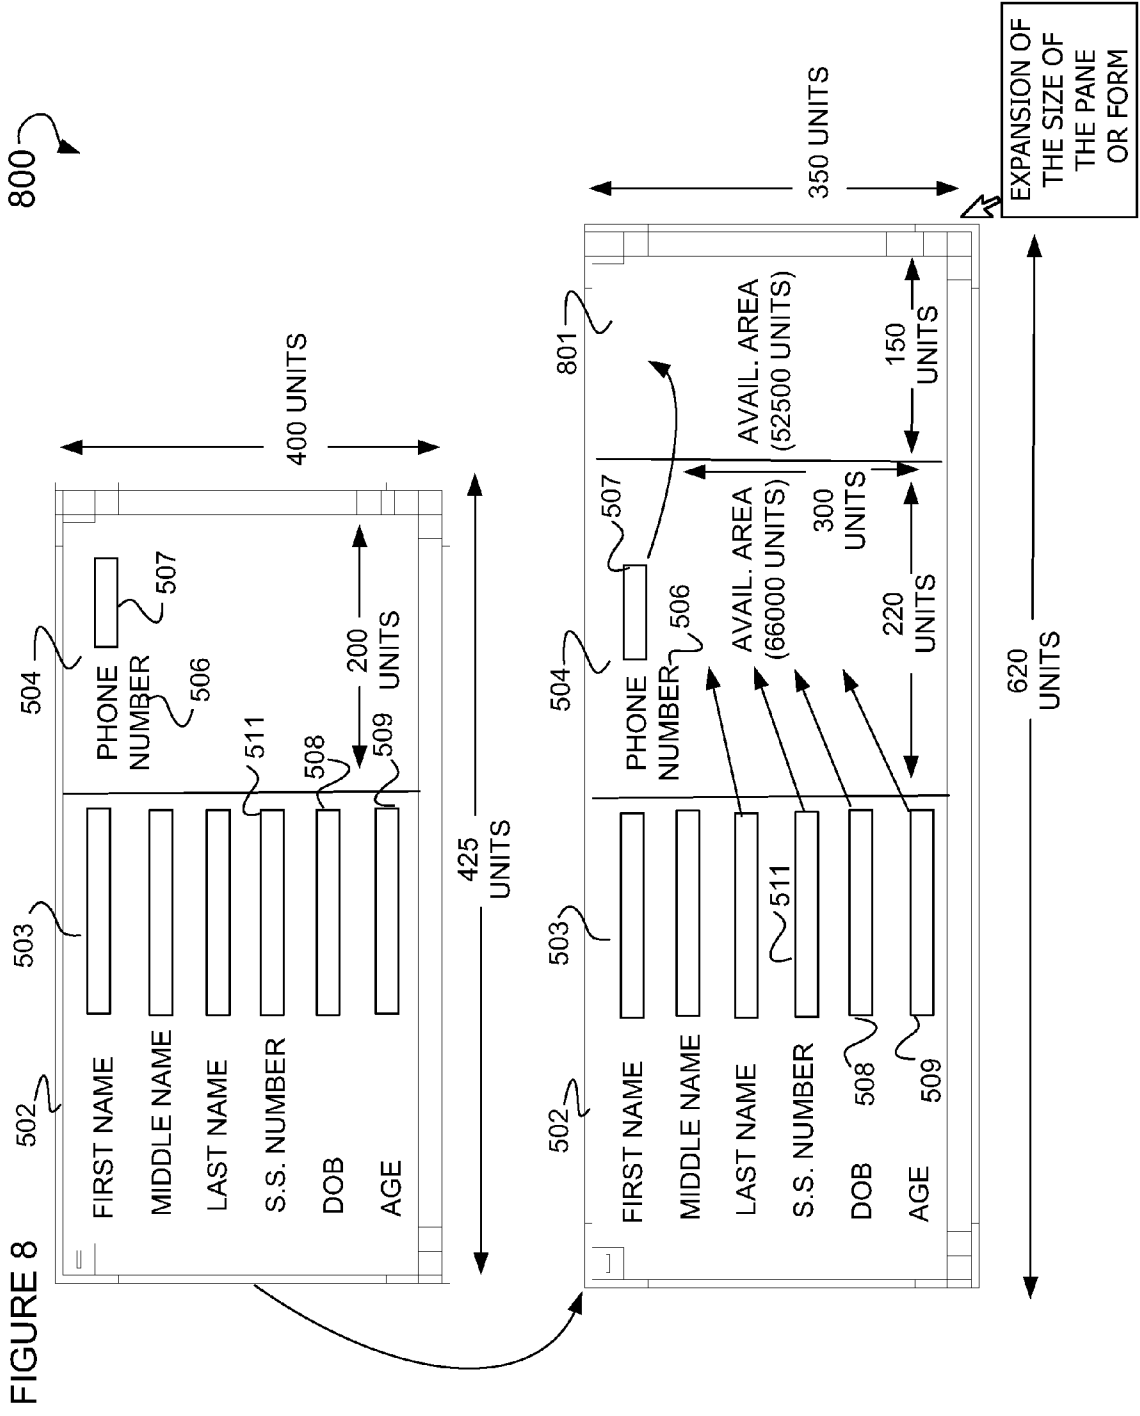 FIGURE 8
800
502
503
504
FIRST NAME
MIDDLE NAME
LAST NAME
S.S. NUMBER
DOB
AGE
511
508
509
PHONE
NUMBER
506
507
200
UNITS
400 UNITS
425
UNITS
502
503
504
801
FIRST NAME
MIDDLE NAME
LAST NAME
S.S. NUMBER
DOB
AGE
511
508
509
PHONE
NUMBER
506
507
AVAIL. AREA
(66000 UNITS)
300
UNITS
220
UNITS
AVAIL. AREA
(52500 UNITS)
150
UNITS
350 UNITS
620
UNITS
EXPANSION OF
THE SIZE OF
THE PANE
OR FORM